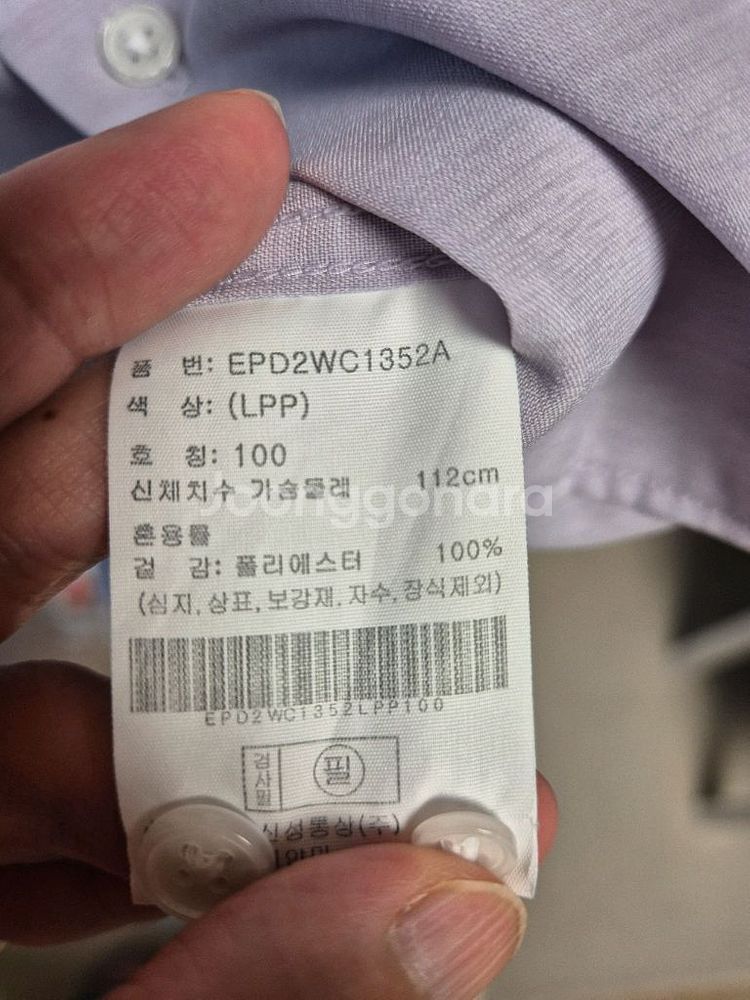 품 번: EPD2WC1352A
색 상: (LPP)
호 칭: 100
신체치수 가슴둘레 112cm
Joonggonara
혼용률
겉 감: 폴리에스터 100%
(심지, 상표, 보강재, 자수, 장식제외)
EPD2WC1352LPP100
검사필 필
신성통상(주)